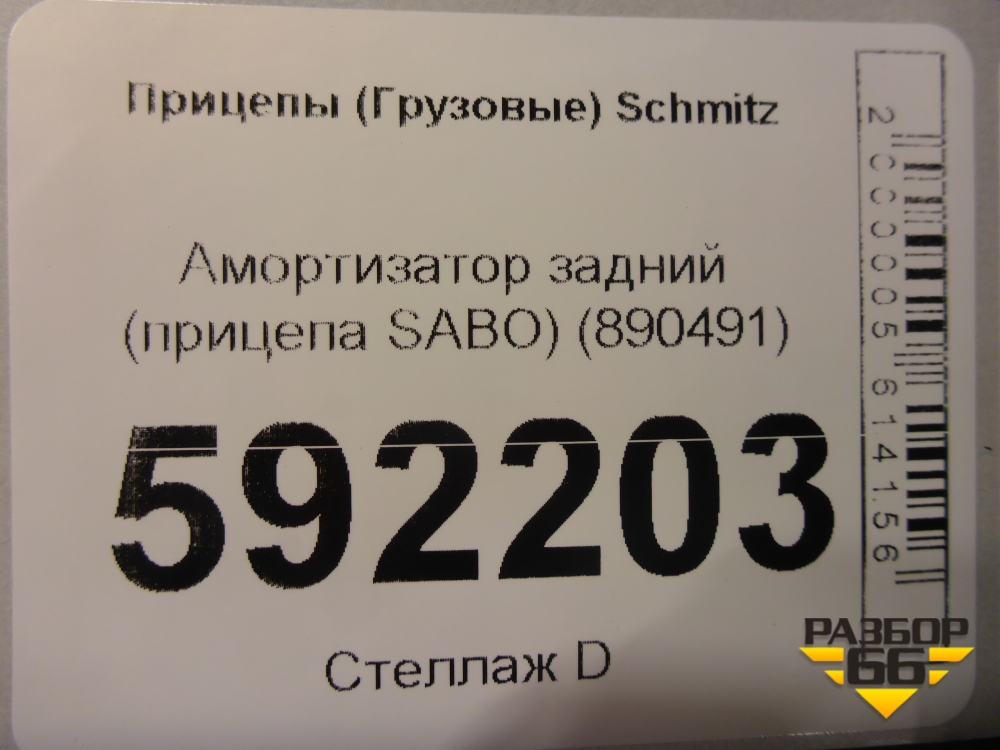 Прицепы (Грузовые) Schmitz
Амортизатор задний
(прицепа SABO) (890491)
592203
Стеллаж D
2000005614156
РАЗБОР
66